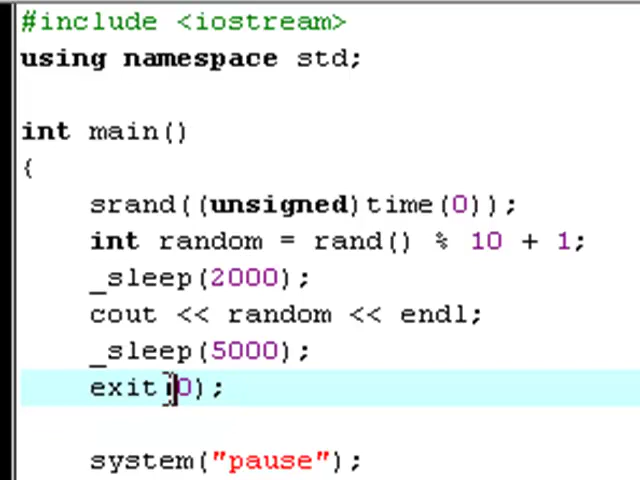 #include <iostream>
using namespace std;
int main()
{
srand((unsigned)time(0));
int random = rand() % 10 + 1;
_sleep(2000);
cout << random << endl;
_sleep(5000);
exit(0);
system("pause");